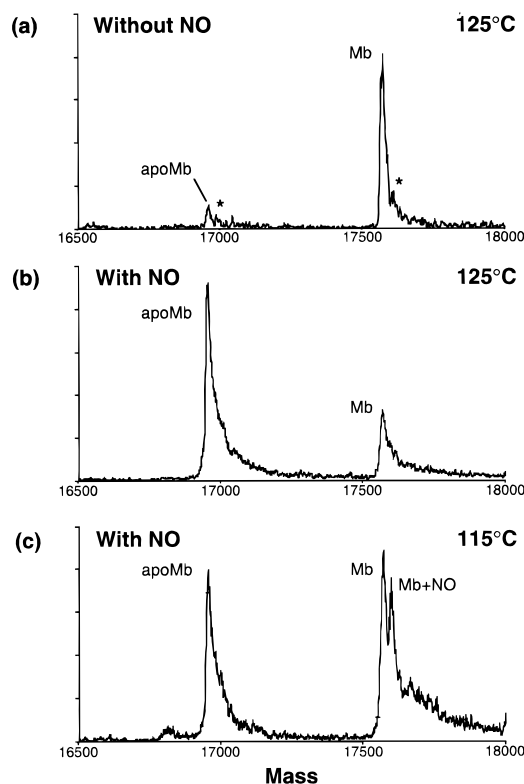 (a) Without NO 125°C
Mb
apoMb
*
*
16500 17000 17500 18000
(b) With NO 125°C
apoMb
Mb
16500 17000 17500 18000
(c) With NO 115°C
apoMb Mb
Mb+NO
16500 17000 17500 18000
Mass